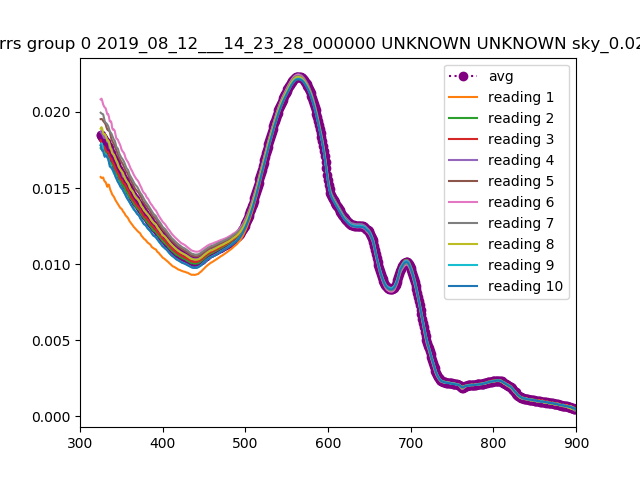 rrs group 0 2019_08_12___14_23_28_000000 UNKNOWN UNKNOWN sky_0.02
avg
reading 1
reading 2
reading 3
reading 4
reading 5
reading 6
reading 7
reading 8
reading 9
reading 10
0.020
0.015
0.010
0.005
0.000
300 400 500 600 700 800 900